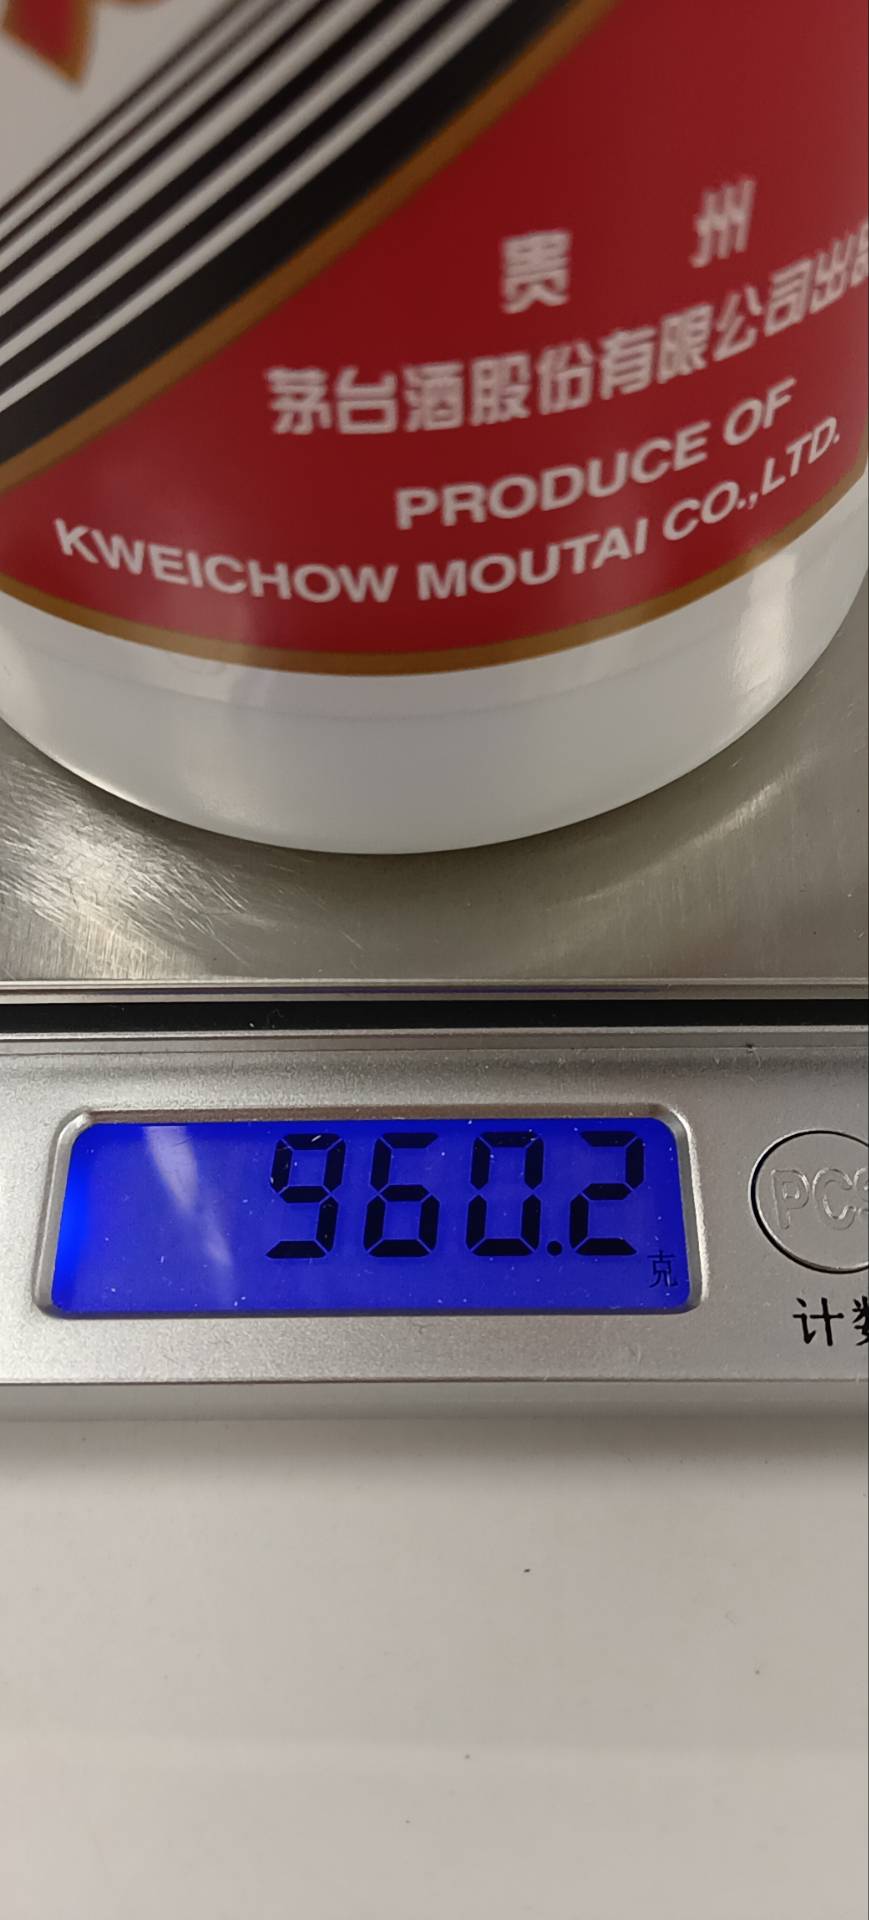 贵 州
茅台酒股份有限公司出品
PRODUCE OF
KWEICHOW MOUTAI CO.,LTD.
960.2
克
PCS
计数